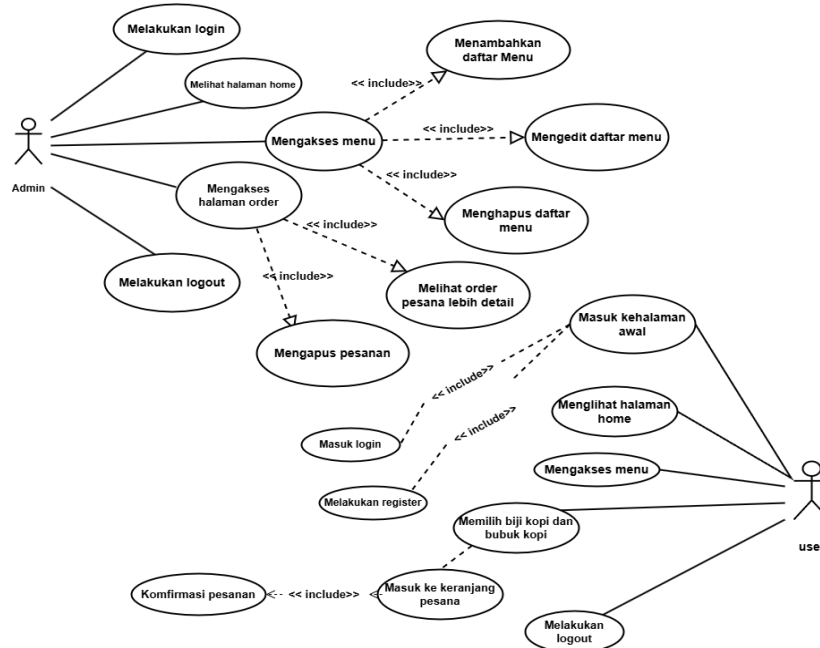 Melakukan login
Menambahkan
daftar Menu
<< include>>
Melihat halaman home
Mengakses menu
<< include>>
Mengedit daftar menu
Admin
Mengakses
halaman order
<< include>>
Menghapus daftar
menu
<< include>>
Melakukan logout
<< include>>
Melihat order
pesana lebih detail
Masuk kehalaman
awal
Mengapus pesanan
<< include>>
Menglihat halaman
home
<< include>>
Masuk login
Mengakses menu
Melakukan register
Memilih biji kopi dan
bubuk kopi
use
Komfirmasi pesanan
<< include>>
Masuk ke keranjang
pesana
Melakukan
logout